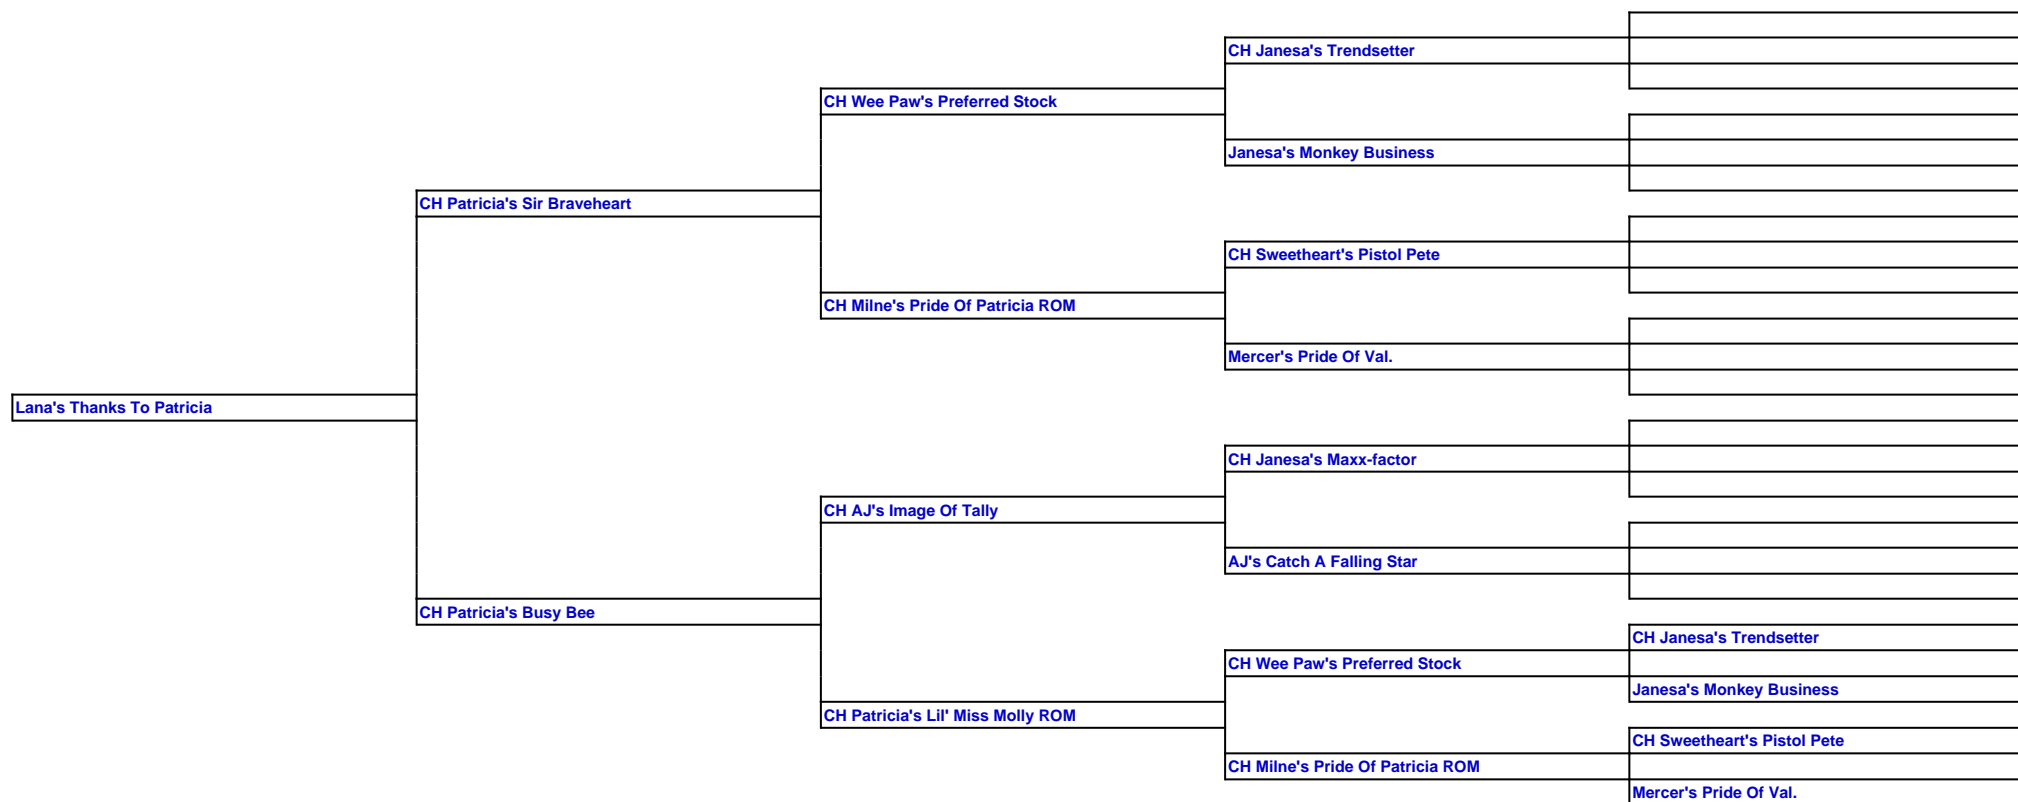 CH Janesa's Trendsetter
CH Wee Paw's Preferred Stock
Janesa's Monkey Business
CH Patricia's Sir Braveheart
CH Sweetheart's Pistol Pete
CH Milne's Pride Of Patricia ROM
Mercer's Pride Of Val.
Lana's Thanks To Patricia
CH Janesa's Maxx-factor
CH AJ's Image Of Tally
AJ's Catch A Falling Star
CH Patricia's Busy Bee
CH Janesa's Trendsetter
CH Wee Paw's Preferred Stock
Janesa's Monkey Business
CH Patricia's Lil' Miss Molly ROM
CH Sweetheart's Pistol Pete
CH Milne's Pride Of Patricia ROM
Mercer's Pride Of Val.